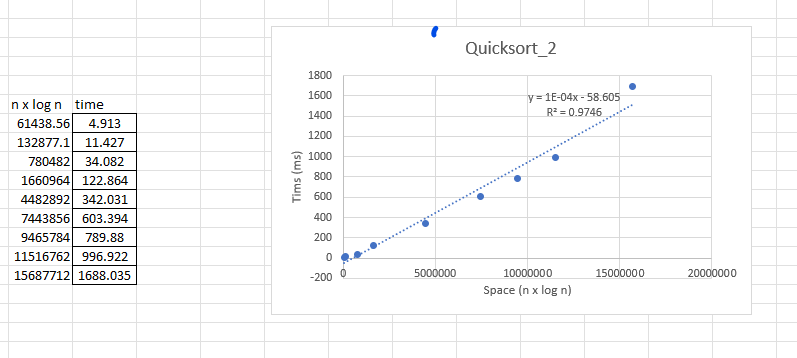 Quicksort_2
n x log n time
61438.56 4.913
132877.1 11.427
780482 34.082
1660964 122.864
4482892 342.031
7443856 603.394
9465784 789.88
11516762 996.922
15687712 1688.035
1800
1600
1400
1200
1000
800
600
400
200
0
-200
Tims (ms)
y = 1E-04x - 58.605
R² = 0.9746
0 5000000 10000000 15000000 20000000
Space (n x log n)